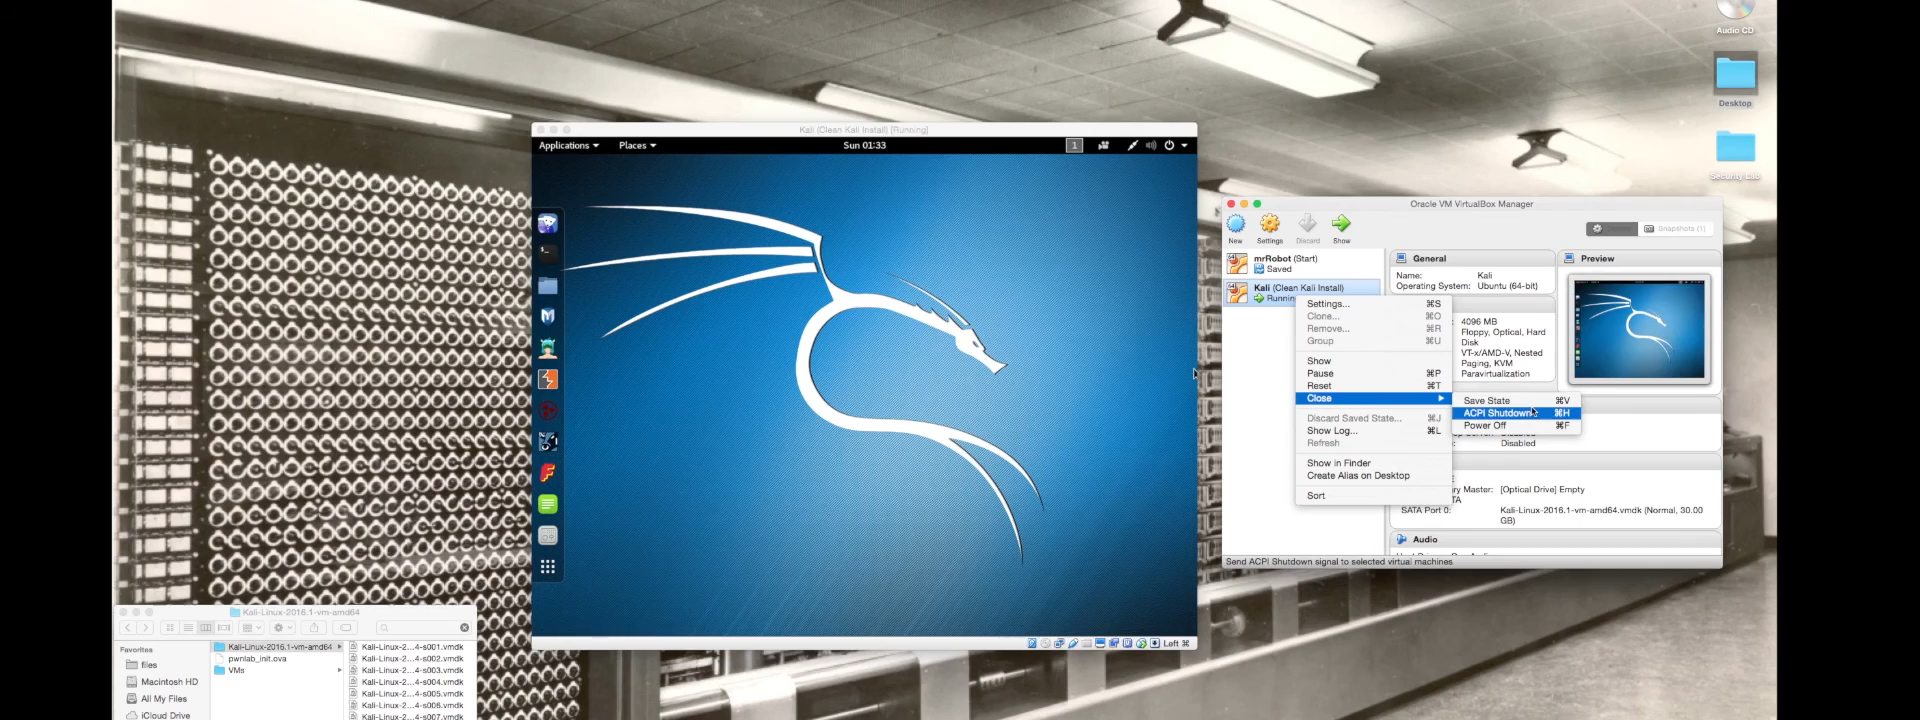 Audio CD
Desktop
Security Lab
Kali (Clean Kali Install) [Running]
Applications Places Sun 01:33 1
Left ⌘
Oracle VM VirtualBox Manager
New Settings Discard Show
Snapshots (1)
mrRobot (Start)
Saved
Kali (Clean Kali Install)
Running
General
Name: Kali
Operating System: Ubuntu (64-bit)
Preview
4096 MB
Floppy, Optical, Hard
Disk
VT-x/AMD-V, Nested
Paging, KVM
Paravirtualization
Settings... ⌘S
Clone... ⌘O
Remove... ⌘R
Group ⌘U
Show
Pause ⌘P
Reset ⌘T
Close
Discard Saved State... ⌘J
Show Log... ⌘L
Refresh
Show in Finder
Create Alias on Desktop
Sort
Save State ⌘V
ACPI Shutdown ⌘H
Power Off ⌘F
Disabled
[Optical Drive] Empty
SATA Port 0: Kali-Linux-2016.1-vm-amd64.vmdk (Normal, 30.00
GB)
Audio
Send ACPI Shutdown signal to selected virtual machines
Kali-Linux-2016.1-vm-amd64
Favorites
files
Macintosh HD
All My Files
iCloud Drive
Kali-Linux-2016.1-vm-amd64
pwnlab_init.ova
VMs
Kali-Linux-2...4-s001.vmdk
Kali-Linux-2...4-s002.vmdk
Kali-Linux-2...4-s003.vmdk
Kali-Linux-2...4-s004.vmdk
Kali-Linux-2...4-s005.vmdk
Kali-Linux-2...4-s006.vmdk
Kali-Linux-2...4-s007.vmdk